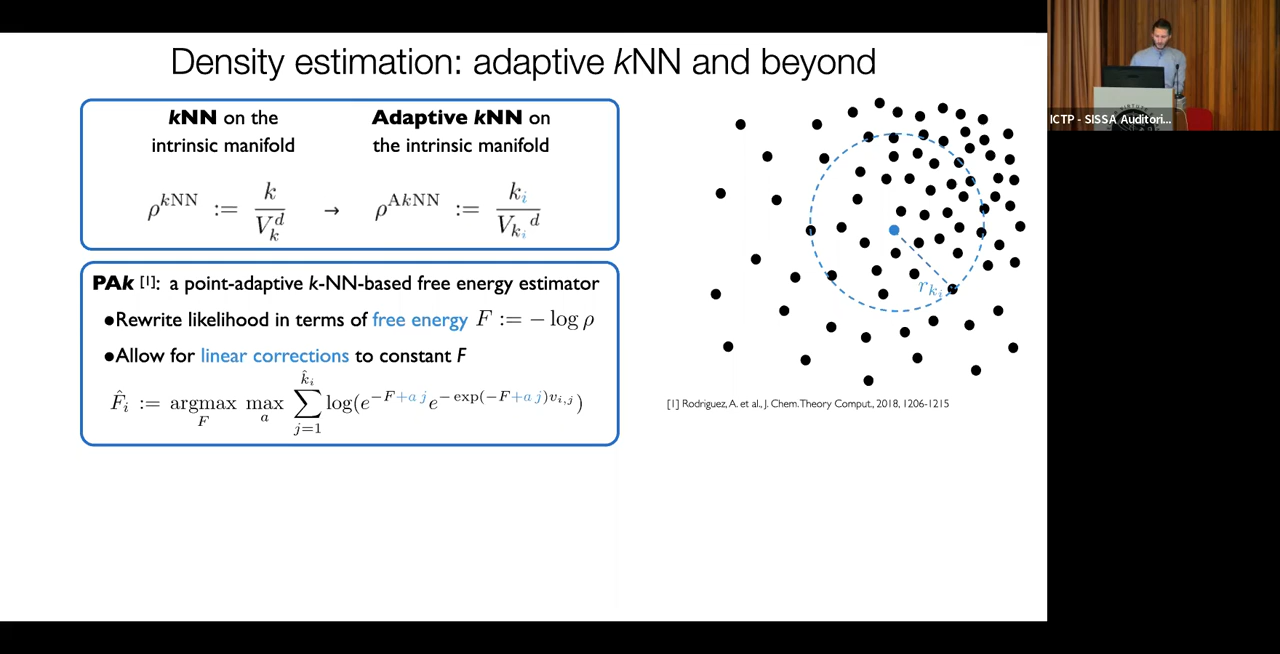 Density estimation: adaptive kNN and beyond
kNN on the
intrinsic manifold
Adaptive kNN on
the intrinsic manifold
ρ^{kNN} := k / V_k^d → ρ^{AkNN} := k_i / V_{k_i}^d
PAk [1]: a point-adaptive k-NN-based free energy estimator
●Rewrite likelihood in terms of free energy F := − log ρ
●Allow for linear corrections to constant F
F̂_i := argmax_F max_a ∑_{j=1}^{k̂_i} log(e^{−F+a j} e^{− exp(−F+a j)v_{i,j}})
r_{k_i}
[1] Rodriguez, A. et al., J. Chem. Theory Comput., 2018, 1206-1215
ICTP - SISSA Auditori...